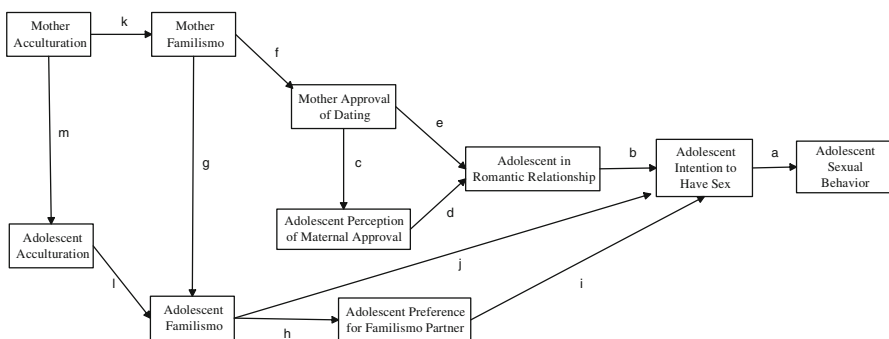 Mother
Acculturation
k
Mother
Familismo
f
Mother Approval
of Dating
e
m
g
c
Adolescent in
Romantic Relationship
b
Adolescent
Intention to
Have Sex
a
Adolescent
Sexual
Behavior
Adolescent Perception
of Maternal Approval
d
Adolescent
Acculturation
j
l
i
Adolescent
Familismo
h
Adolescent Preference
for Familismo Partner